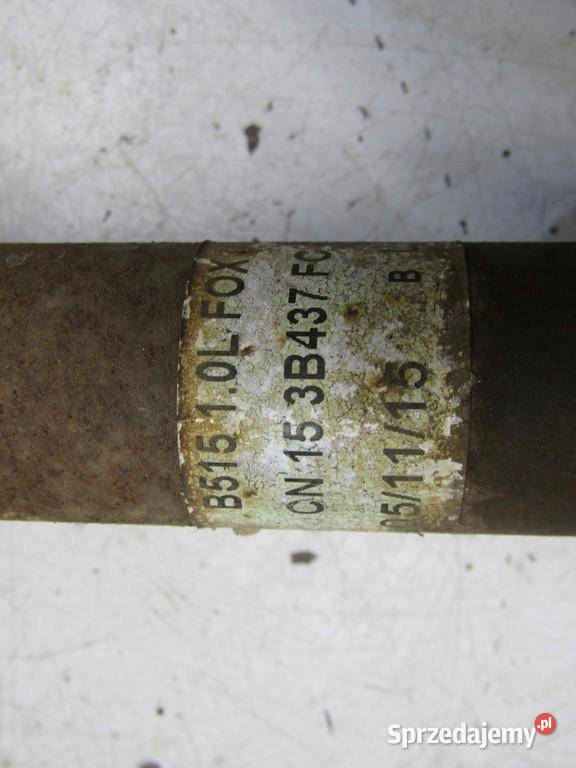 B515 1.0L FOX
CN 15 3B437 FC
05/11/15 B
Sprzedajemy.pl